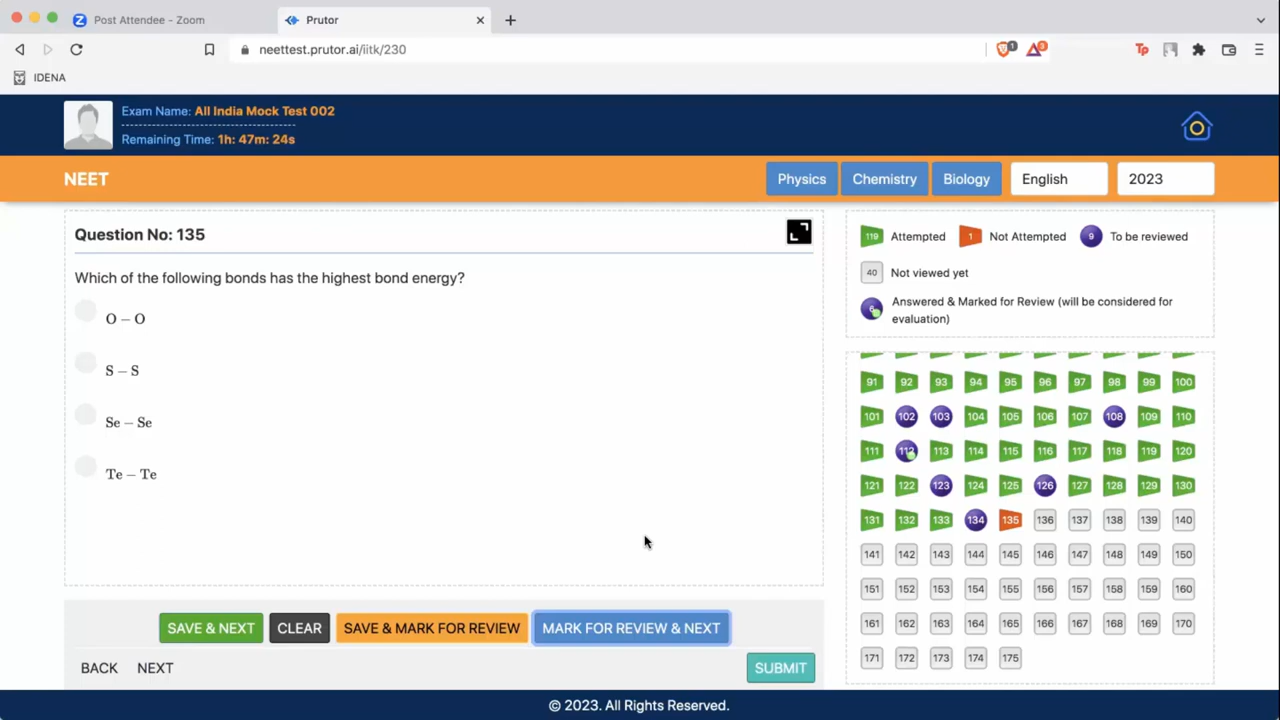 Post Attendee - Zoom
Prutor
neettest.prutor.ai/iitk/230
1
3
Tp
IDENA
Exam Name: All India Mock Test 002
Remaining Time: 1h: 47m: 24s
NEET
Physics
Chemistry
Biology
English
2023
Question No: 135
Which of the following bonds has the highest bond energy?
O – O
S – S
Se – Se
Te – Te
SAVE & NEXT
CLEAR
SAVE & MARK FOR REVIEW
MARK FOR REVIEW & NEXT
BACK
NEXT
SUBMIT
119 Attempted
1 Not Attempted
9 To be reviewed
40 Not viewed yet
Answered & Marked for Review (will be considered for
evaluation)
91 92 93 94 95 96 97 98 99 100
101 102 103 104 105 106 107 108 109 110
111 112 113 114 115 116 117 118 119 120
121 122 123 124 125 126 127 128 129 130
131 132 133 134 135 136 137 138 139 140
141 142 143 144 145 146 147 148 149 150
151 152 153 154 155 156 157 158 159 160
161 162 163 164 165 166 167 168 169 170
171 172 173 174 175
© 2023. All Rights Reserved.